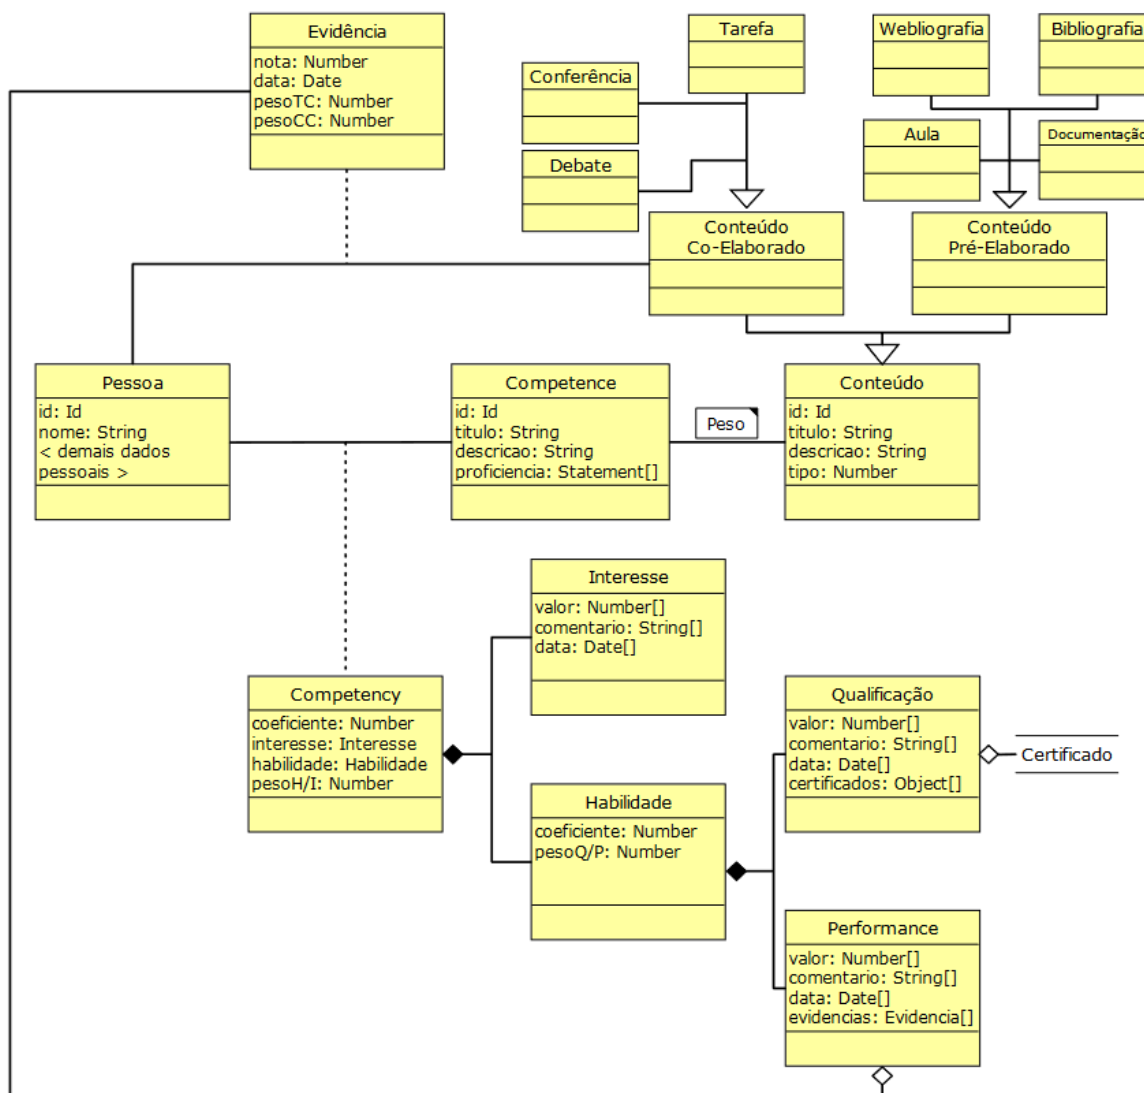 Evidência
nota: Number
data: Date
pesoTC: Number
pesoCC: Number
Tarefa
Conferência
Debate
Webliografia
Bibliografia
Aula
Documentação
Conteúdo
Co-Elaborado
Conteúdo
Pré-Elaborado
Pessoa
id: Id
nome: String
< demais dados
pessoais >
Competence
id: Id
titulo: String
descricao: String
proficiencia: Statement[]
Peso
Conteúdo
id: Id
titulo: String
descricao: String
tipo: Number
Interesse
valor: Number[]
comentario: String[]
data: Date[]
Competency
coeficiente: Number
interesse: Interesse
habilidade: Habilidade
pesoH/I: Number
Habilidade
coeficiente: Number
pesoQ/P: Number
Qualificação
valor: Number[]
comentario: String[]
data: Date[]
certificados: Object[]
Certificado
Performance
valor: Number[]
comentario: String[]
data: Date[]
evidencias: Evidencia[]